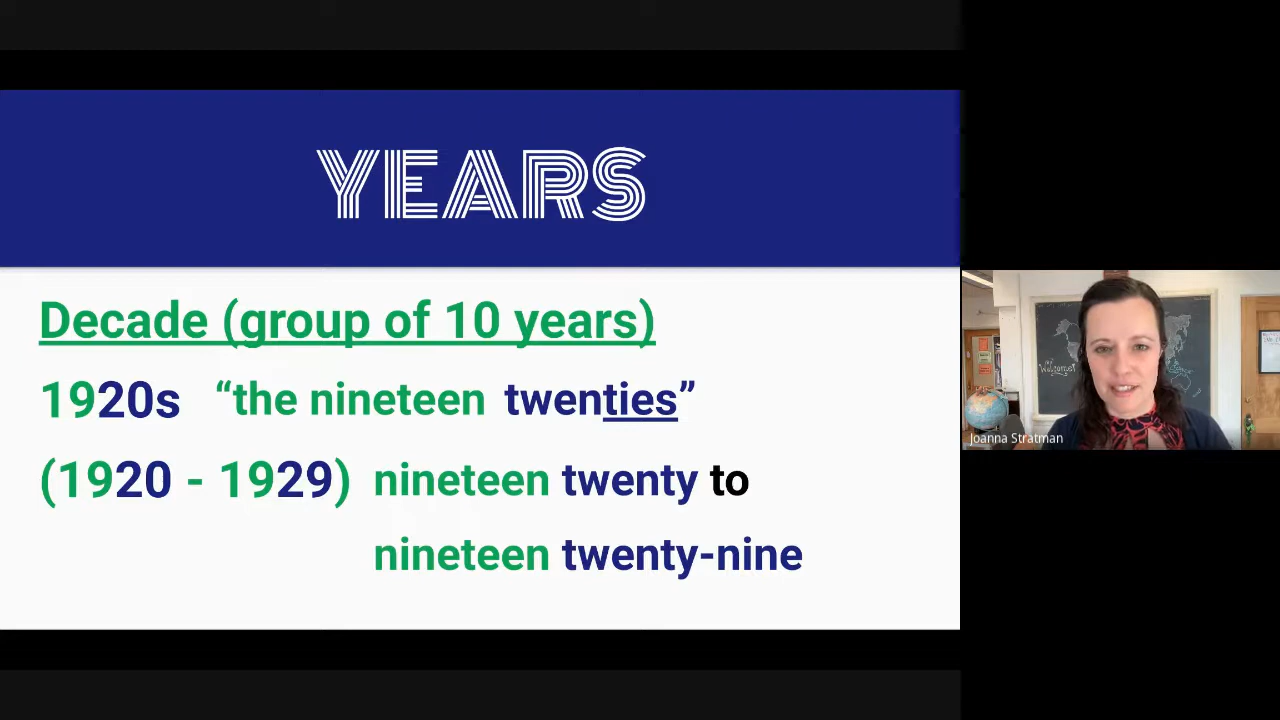 YEARS
Decade (group of 10 years)
1920s “the nineteen twenties”
(1920 - 1929) nineteen twenty to
nineteen twenty-nine
Welcome!
Joanna Stratman